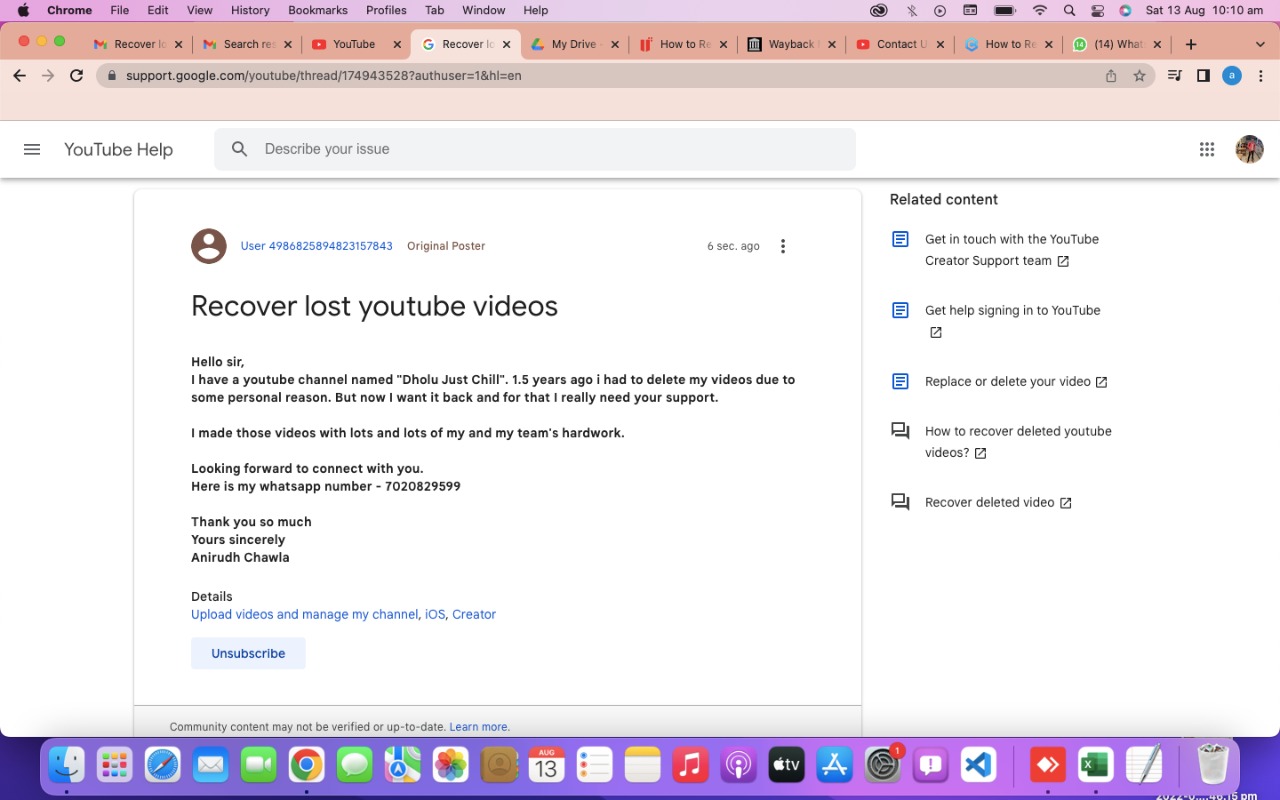 Chrome File Edit View History Bookmarks Profiles Tab Window Help Sat 13 Aug 10:10 am
Recover lo Search res YouTube Recover lo My Drive - How to Re Wayback Contact U How to Re (14) What
support.google.com/youtube/thread/174943528?authuser=1&hl=en a
YouTube Help Describe your issue
Related content
User 4986825894823157843 Original Poster 6 sec. ago
Get in touch with the YouTube
Creator Support team
Recover lost youtube videos
Get help signing in to YouTube
Hello sir,
I have a youtube channel named "Dholu Just Chill". 1.5 years ago i had to delete my videos due to
some personal reason. But now I want it back and for that I really need your support.
Replace or delete your video
I made those videos with lots and lots of my and my team's hardwork.
How to recover deleted youtube
videos?
Looking forward to connect with you.
Here is my whatsapp number - 7020829599
Recover deleted video
Thank you so much
Yours sincerely
Anirudh Chawla
Details
Upload videos and manage my channel, iOS, Creator
Unsubscribe
Community content may not be verified or up-to-date. Learn more.
AUG
13
tv
1
X